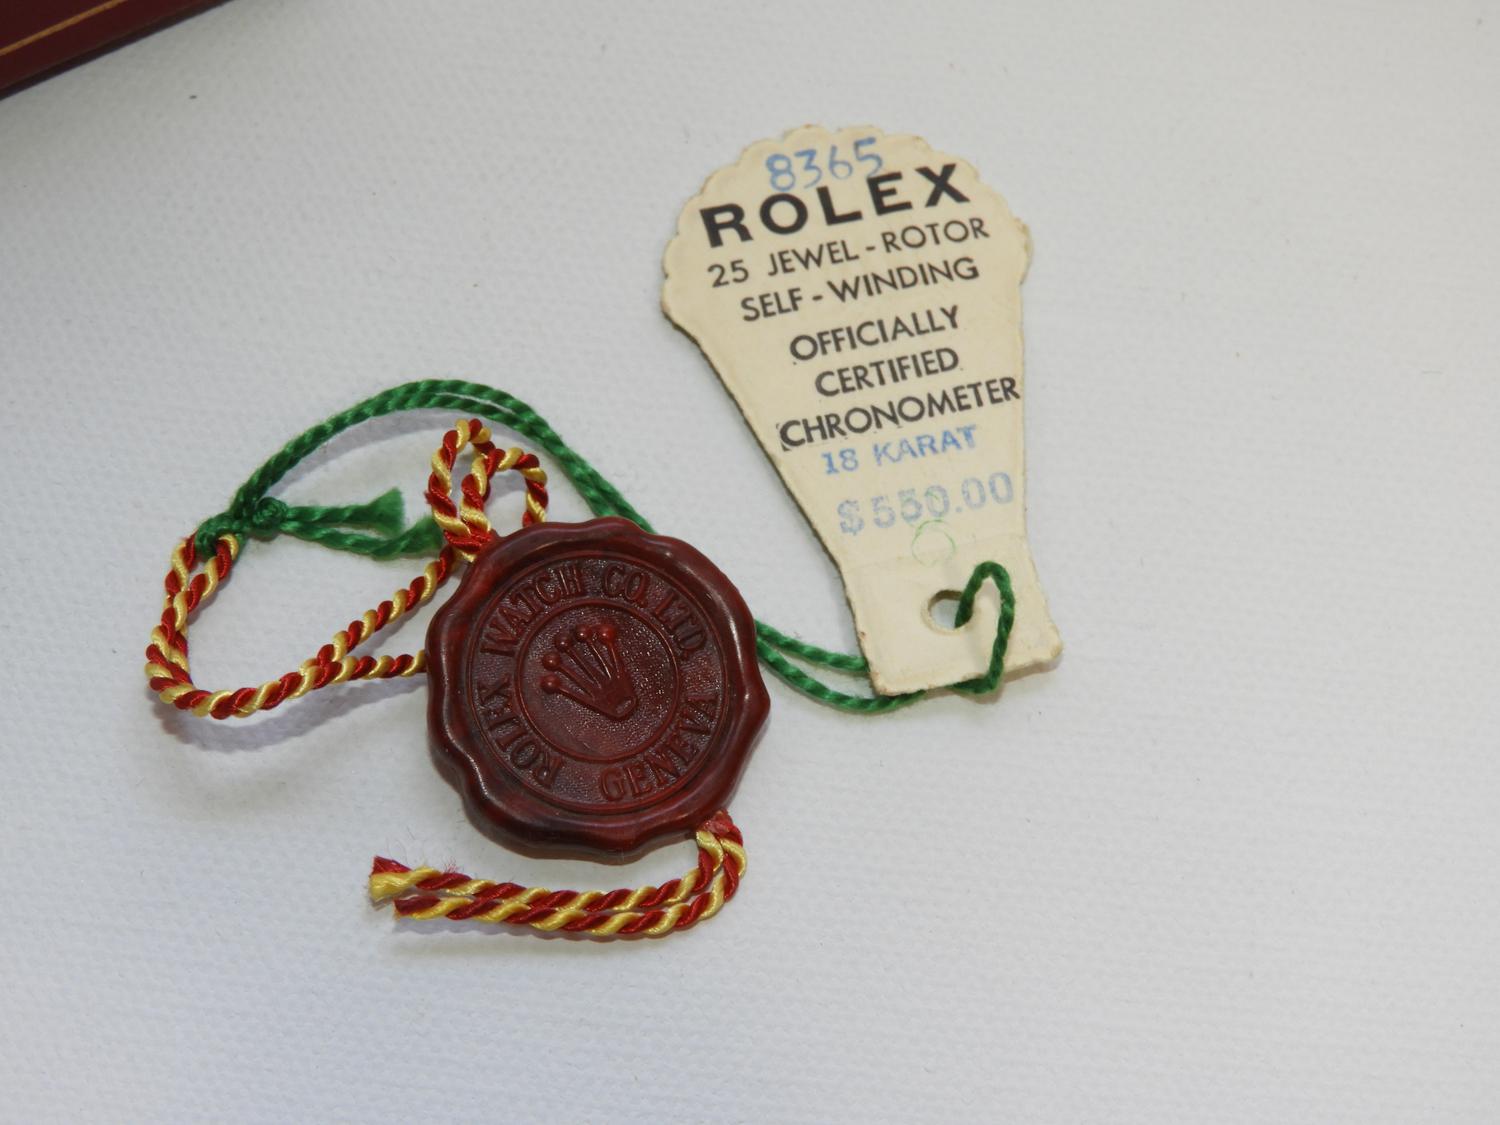 8365
ROLEX
25 JEWEL - ROTOR
SELF - WINDING
OFFICIALLY
CERTIFIED
CHRONOMETER
18 KARAT
$550.00
ROLEX WATCH CO. LTD.
GENEVA